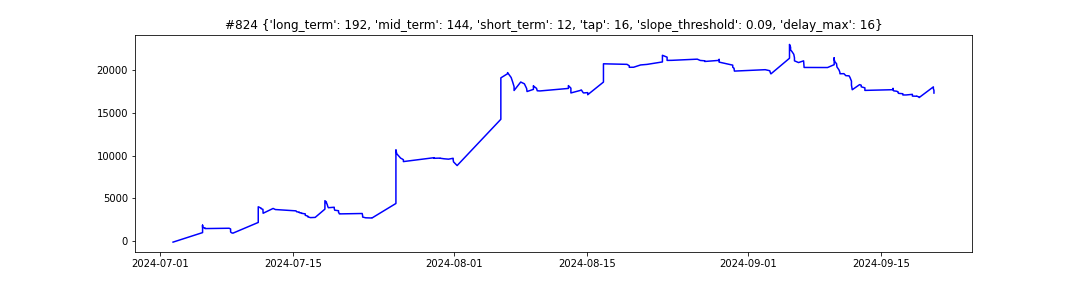 #824 {'long_term': 192, 'mid_term': 144, 'short_term': 12, 'tap': 16, 'slope_threshold': 0.09, 'delay_max': 16}
20000
15000
10000
5000
0
2024-07-01 2024-07-15 2024-08-01 2024-08-15 2024-09-01 2024-09-15